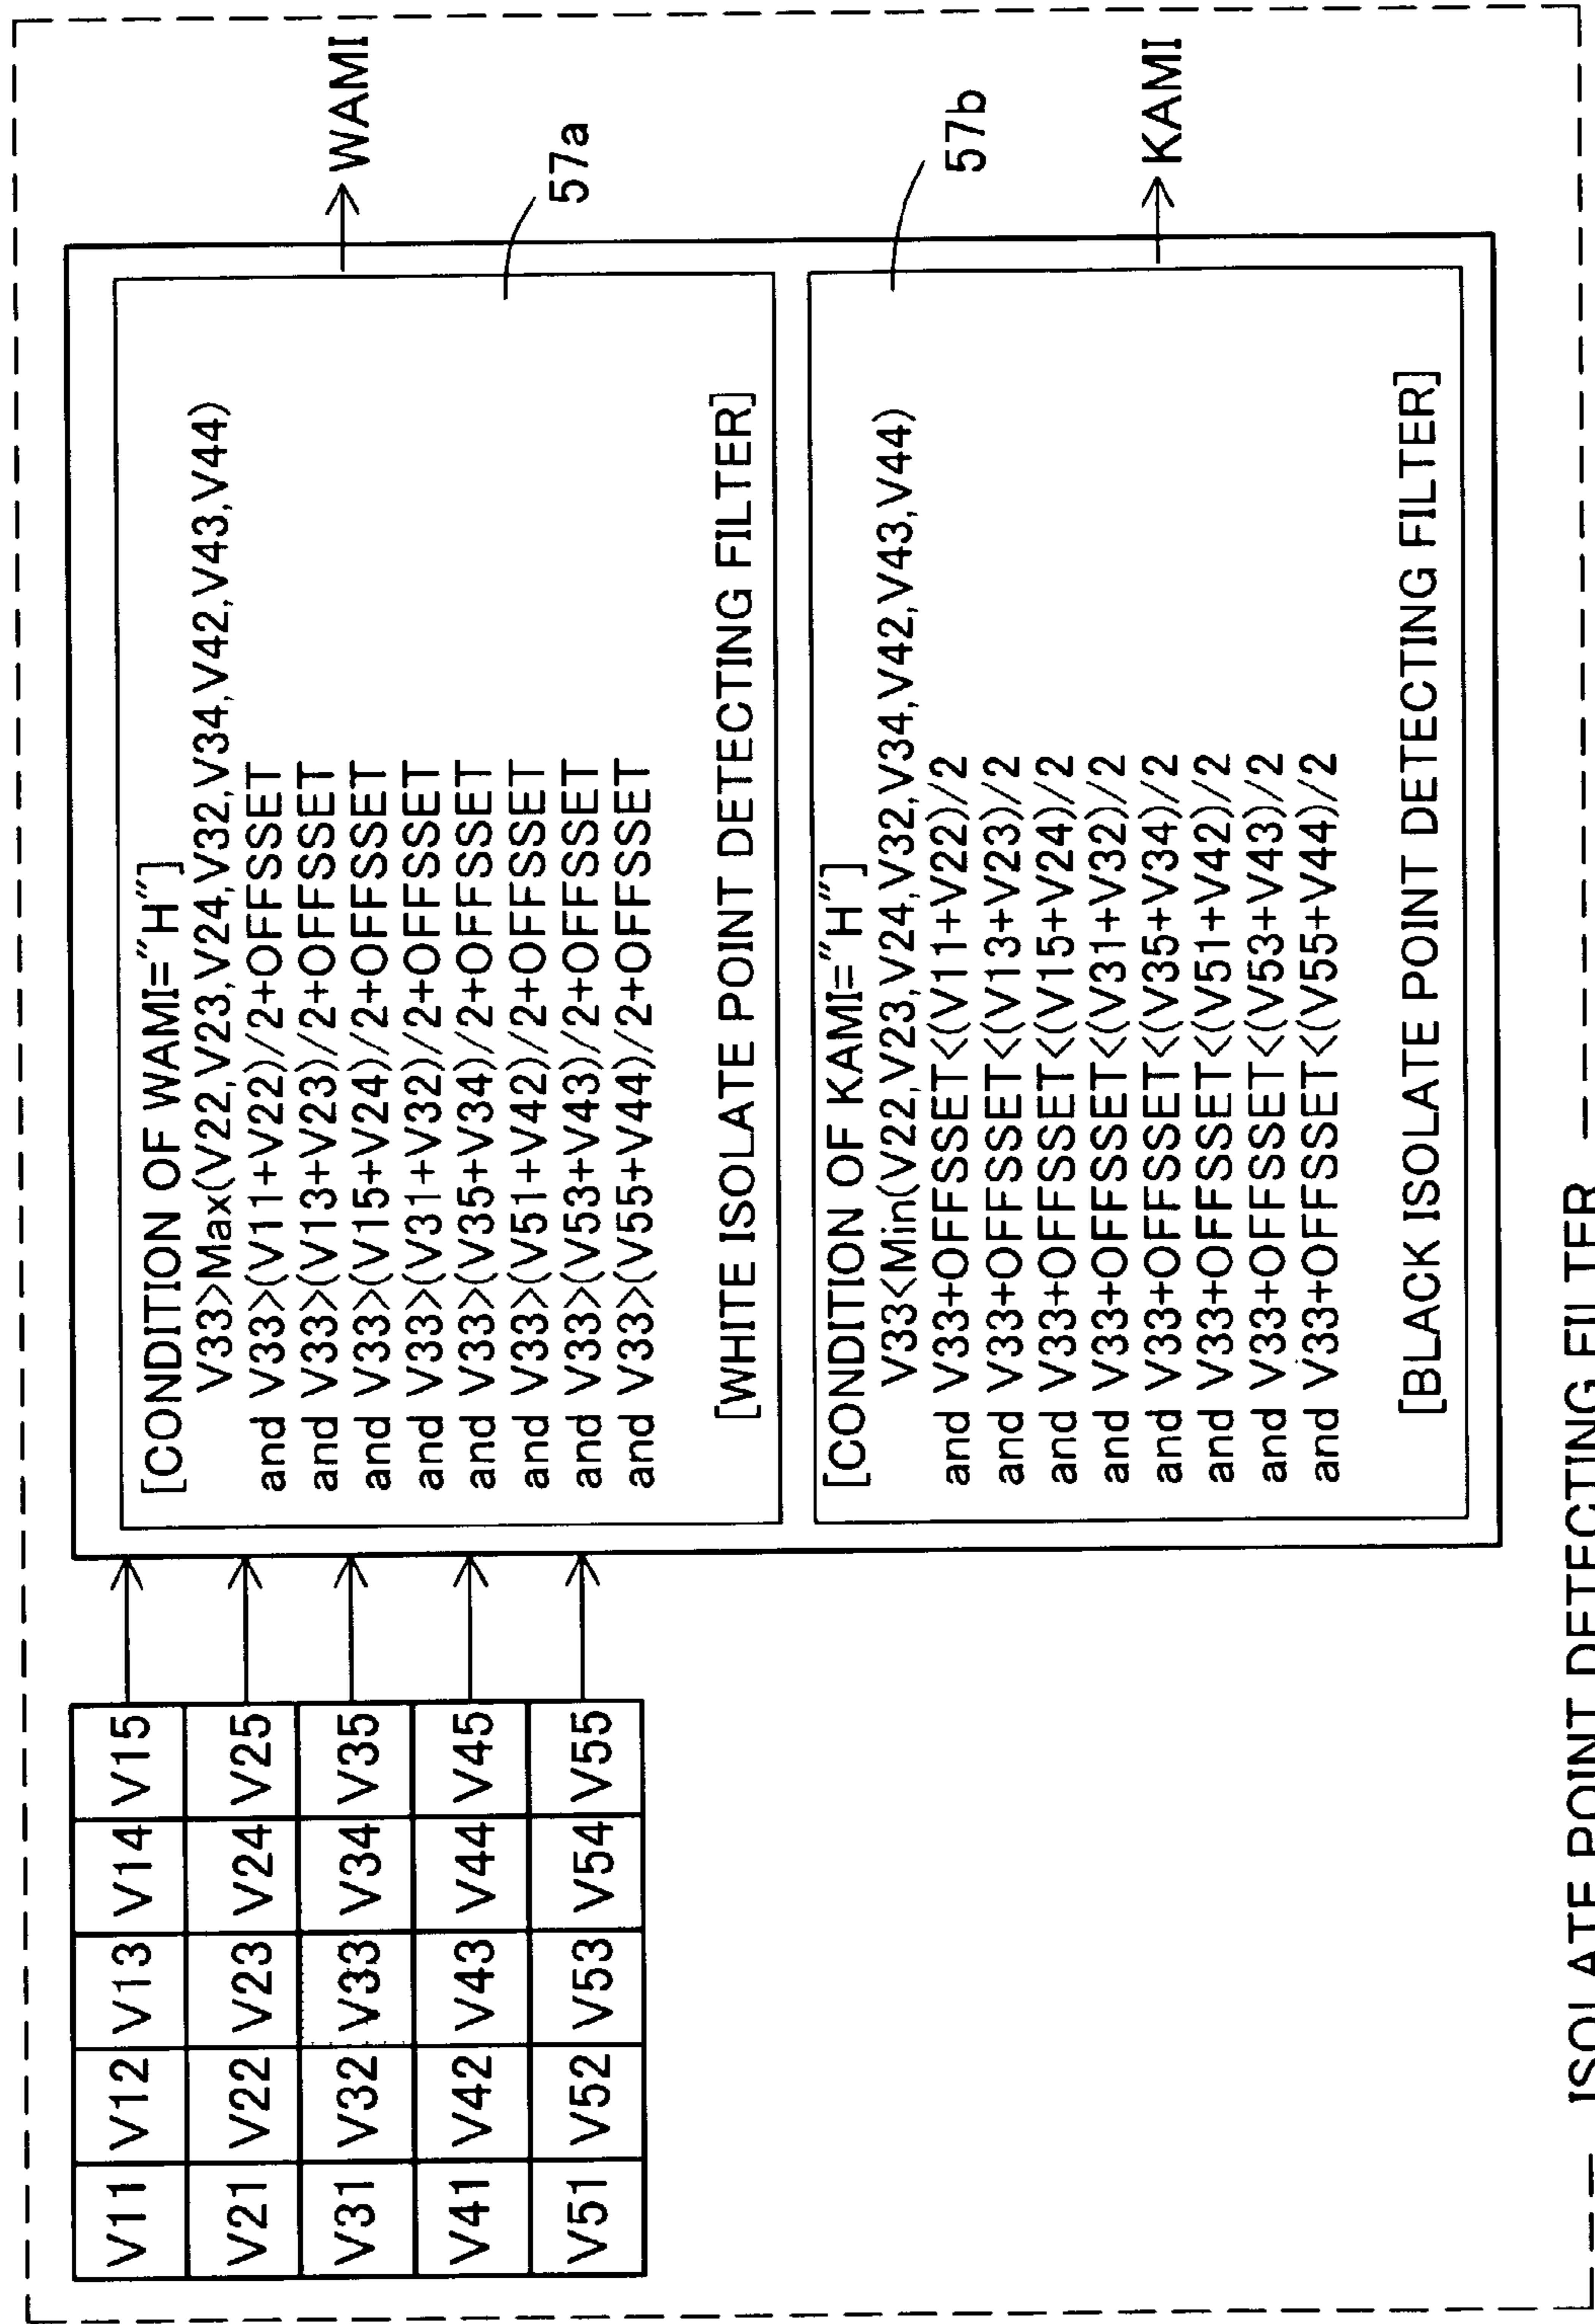 V11 V12 V13 V14 V15
V21 V22 V23 V24 V25
V31 V32 V33 V34 V35
V41 V42 V43 V44 V45
V51 V52 V53 V54 V55
[CONDITION OF WAMI="H"]
V33>Max(V22,V23,V24,V32,V34,V42,V43,V44)
and V33>(V11+V22)/2+OFFSSET
and V33>(V13+V23)/2+OFFSSET
and V33>(V15+V24)/2+OFFSSET
and V33>(V31+V32)/2+OFFSSET
and V33>(V35+V34)/2+OFFSSET
and V33>(V51+V42)/2+OFFSSET
and V33>(V53+V43)/2+OFFSSET
and V33>(V55+V44)/2+OFFSSET
[WHITE ISOLATE POINT DETECTING FILTER]
WAMI
57a
[CONDITION OF KAMI="H"]
V33<Min(V22,V23,V24,V32,V34,V42,V43,V44)
and V33+OFFSSET<(V11+V22)/2
and V33+OFFSSET<(V13+V23)/2
and V33+OFFSSET<(V15+V24)/2
and V33+OFFSSET<(V31+V32)/2
and V33+OFFSSET<(V35+V34)/2
and V33+OFFSSET<(V51+V42)/2
and V33+OFFSSET<(V53+V43)/2
and V33+OFFSSET<(V55+V44)/2
[BLACK ISOLATE POINT DETECTING FILTER]
57b
KAMI
ISOLATE POINT DETECTING FILTER